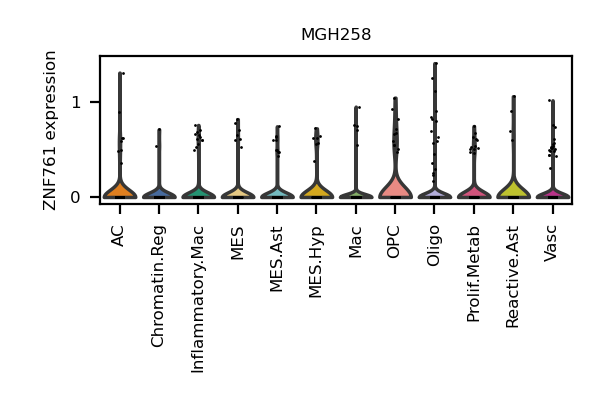 MGH258
ZNF761 expression
1
0
AC
Chromatin.Reg
Inflammatory.Mac
MES
MES.Ast
MES.Hyp
Mac
OPC
Oligo
Prolif.Metab
Reactive.Ast
Vasc